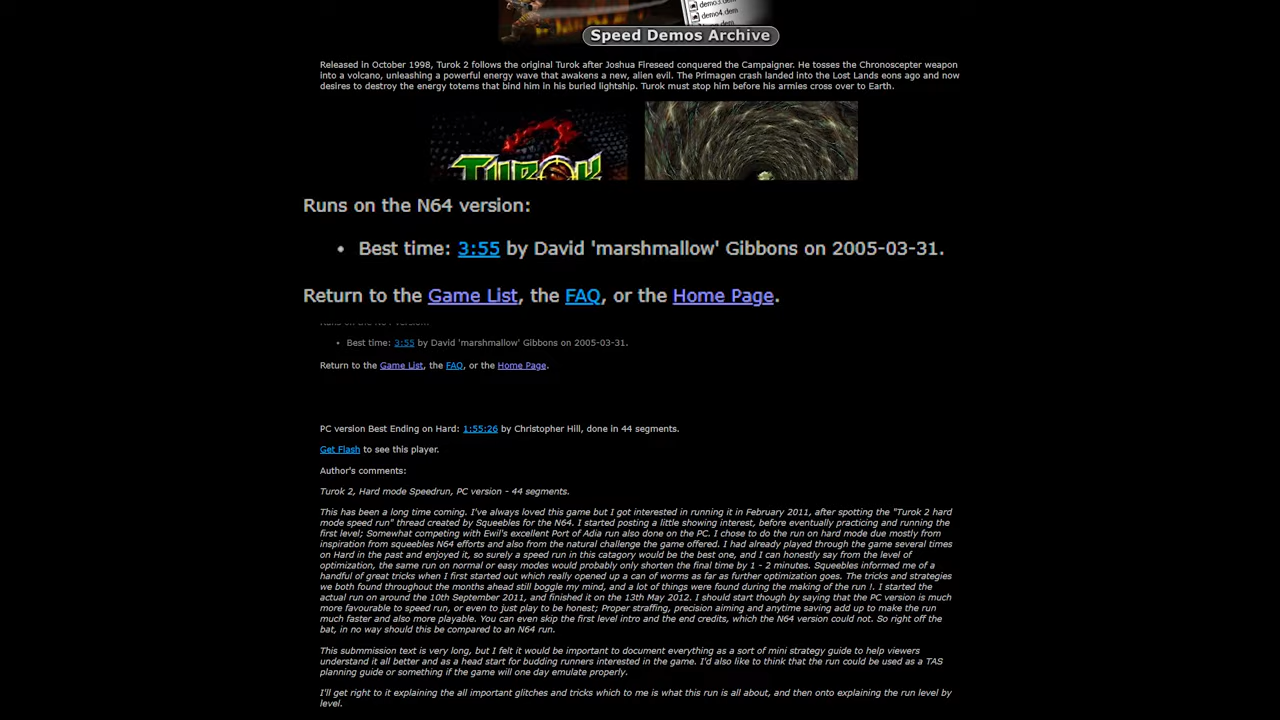 demo3.dem
demo4.dem
Speed Demos Archive
Released in October 1998, Turok 2 follows the original Turok after Joshua Fireseed conquered the Campaigner. He tosses the Chronoscepter weapon
into a volcano, unleashing a powerful energy wave that awakens a new, alien evil. The Primagen crash landed into the Lost Lands eons ago and now
desires to destroy the energy totems that bind him in his buried lightship. Turok must stop him before his armies cross over to Earth.
2
TUROK
Runs on the N64 version:
• Best time: 3:55 by David 'marshmallow' Gibbons on 2005-03-31.
Return to the Game List, the FAQ, or the Home Page.
Runs on the N64 version:
• Best time: 3:55 by David 'marshmallow' Gibbons on 2005-03-31.
Return to the Game List, the FAQ, or the Home Page.
PC version Best Ending on Hard: 1:55:26 by Christopher Hill, done in 44 segments.
Get Flash to see this player.
Author's comments:
Turok 2, Hard mode Speedrun, PC version - 44 segments.
This has been a long time coming. I've always loved this game but I got interested in running it in February 2011, after spotting the "Turok 2 hard
mode speed run" thread created by Squeebles for the N64. I started posting a little showing interest, before eventually practicing and running the
first level; Somewhat competing with Ewil's excellent Port of Adia run also done on the PC. I chose to do the run on hard mode due mostly from
inspiration from squeebles N64 efforts and also from the natural challenge the game offered. I had already played through the game several times
on Hard in the past and enjoyed it, so surely a speed run in this catagory would be the best one, and I can honestly say from the level of
optimization, the same run on normal or easy modes would probably only shorten the final time by 1 - 2 minutes. Squeebles informed me of a
handful of great tricks when I first started out which really opened up a can of worms as far as further optimization goes. The tricks and strategies
we both found throughout the months ahead still boggle my mind, and a lot of things were found during the making of the run !. I started the
actual run on around the 10th September 2011, and finished it on the 13th May 2012. I should start though by saying that the PC version is much
more favourable to speed run, or even to just play to be honest; Proper straffing, precision aiming and anytime saving add up to make the run
much faster and also more playable. You can even skip the first level intro and the end credits, which the N64 version could not. So right off the
bat, in no way should this be compared to an N64 run.
This submmission text is very long, but I felt it would be important to document everything as a sort of mini strategy guide to help viewers
understand it all better and as a head start for budding runners interested in the game. I'd also like to think that the run could be used as a TAS
planning guide or something if the game will one day emulate properly.
I'll get right to it explaining the all important glitches and tricks which to me is what this run is all about, and then onto explaining the run level by
level.